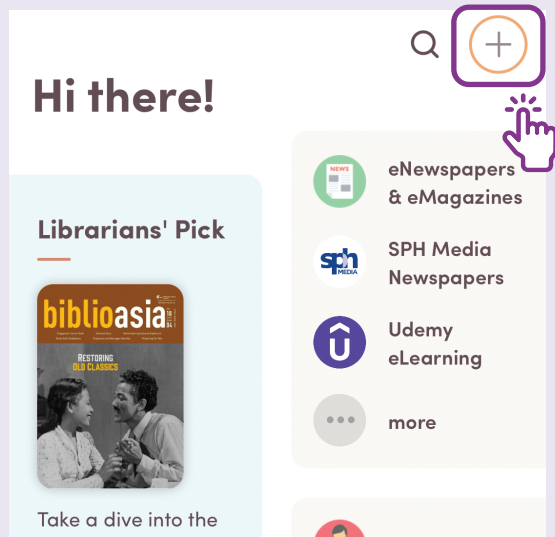 Hi there!
Librarians' Pick
biblioasia
RESTORING
OLD CLASSICS
Take a dive into the
NEWS
eNewspapers
& eMagazines
sph
MEDIA
SPH Media
Newspapers
Udemy
eLearning
more